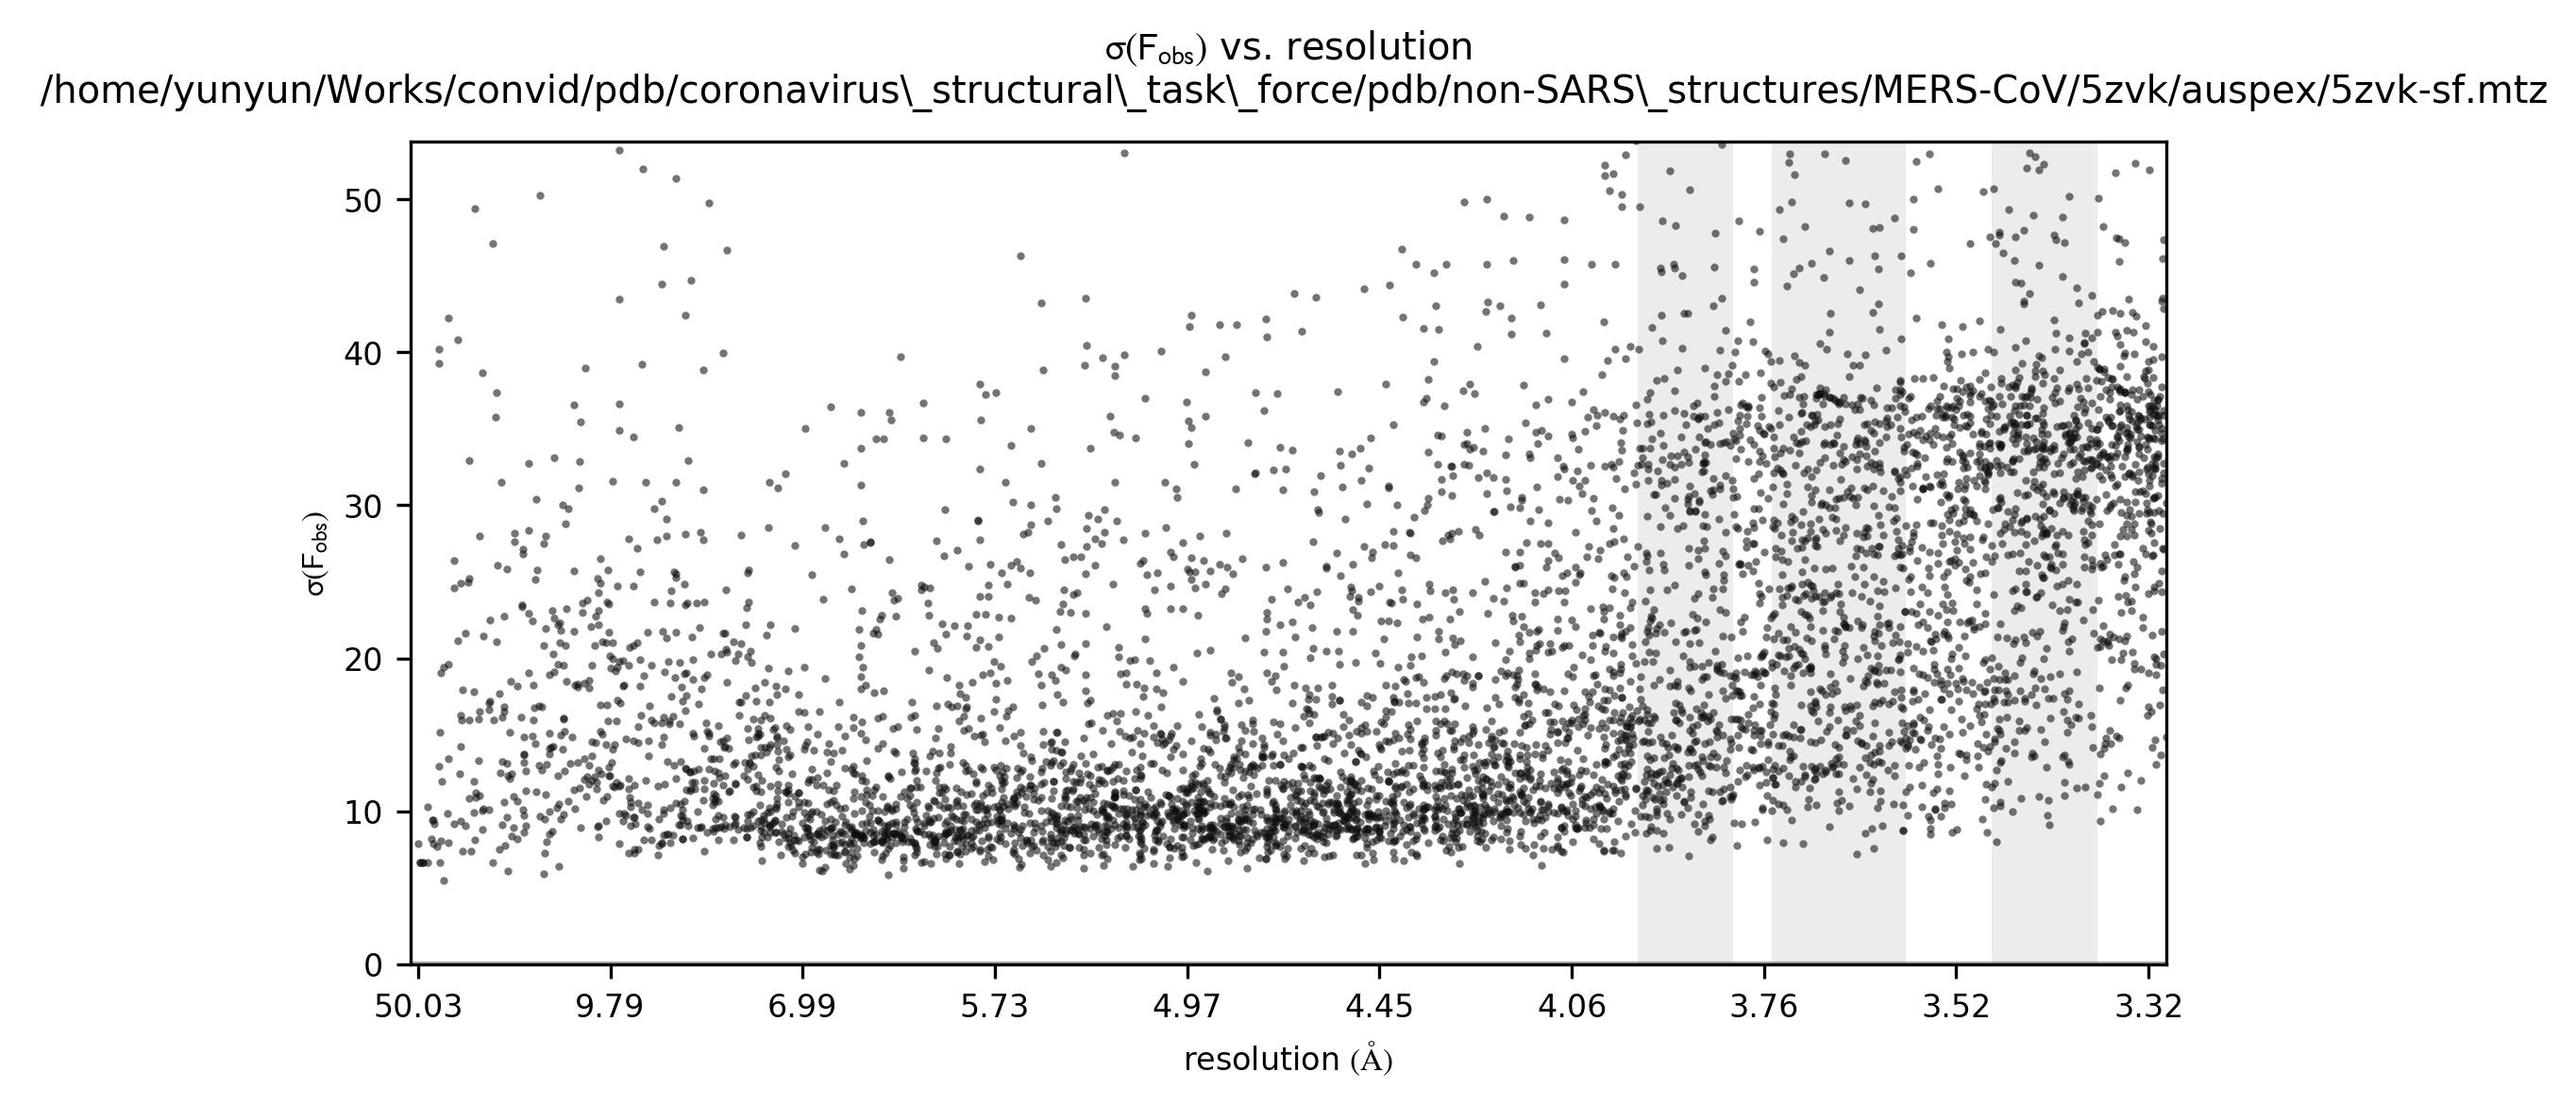 σ(Fobs) vs. resolution
/home/yunyun/Works/convid/pdb/coronavirus\_structural\_task\_force/pdb/non-SARS\_structures/MERS-CoV/5zvk/auspex/5zvk-sf.mtz
50
40
30
20
10
0
σ(Fobs)
50.03 9.79 6.99 5.73 4.97 4.45 4.06 3.76 3.52 3.32
resolution (Å)